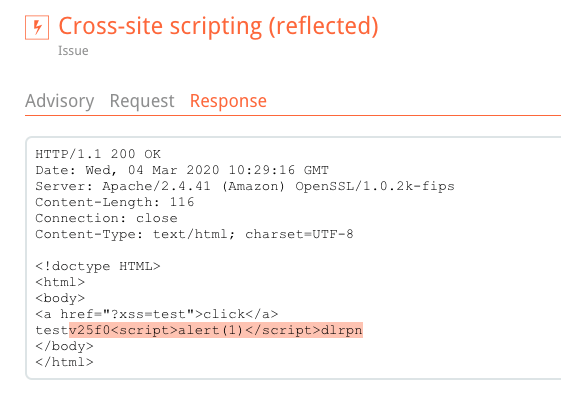 Cross-site scripting (reflected)
Issue
Advisory Request Response
HTTP/1.1 200 OK
Date: Wed, 04 Mar 2020 10:29:16 GMT
Server: Apache/2.4.41 (Amazon) OpenSSL/1.0.2k-fips
Content-Length: 116
Connection: close
Content-Type: text/html; charset=UTF-8
<!doctype HTML>
<html>
<body>
<a href="?xss=test">click</a>
testv25f0<script>alert(1)</script>dlrpn
</body>
</html>